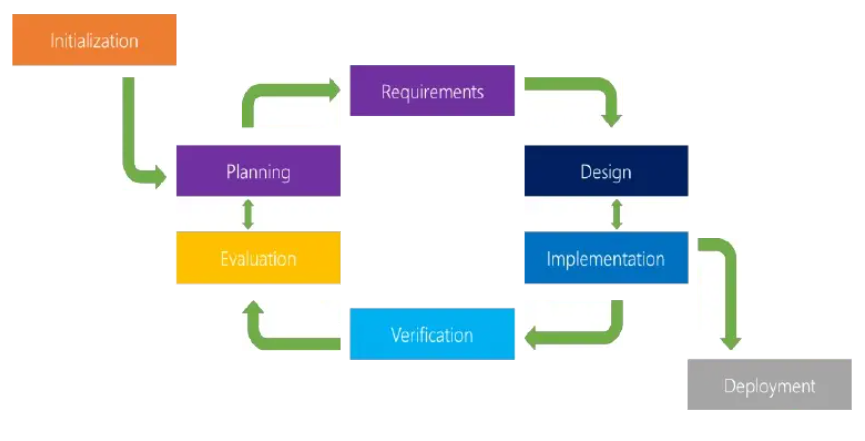 Initialization
Requirements
Planning
Design
Evaluation
Implementation
Verification
Deployment